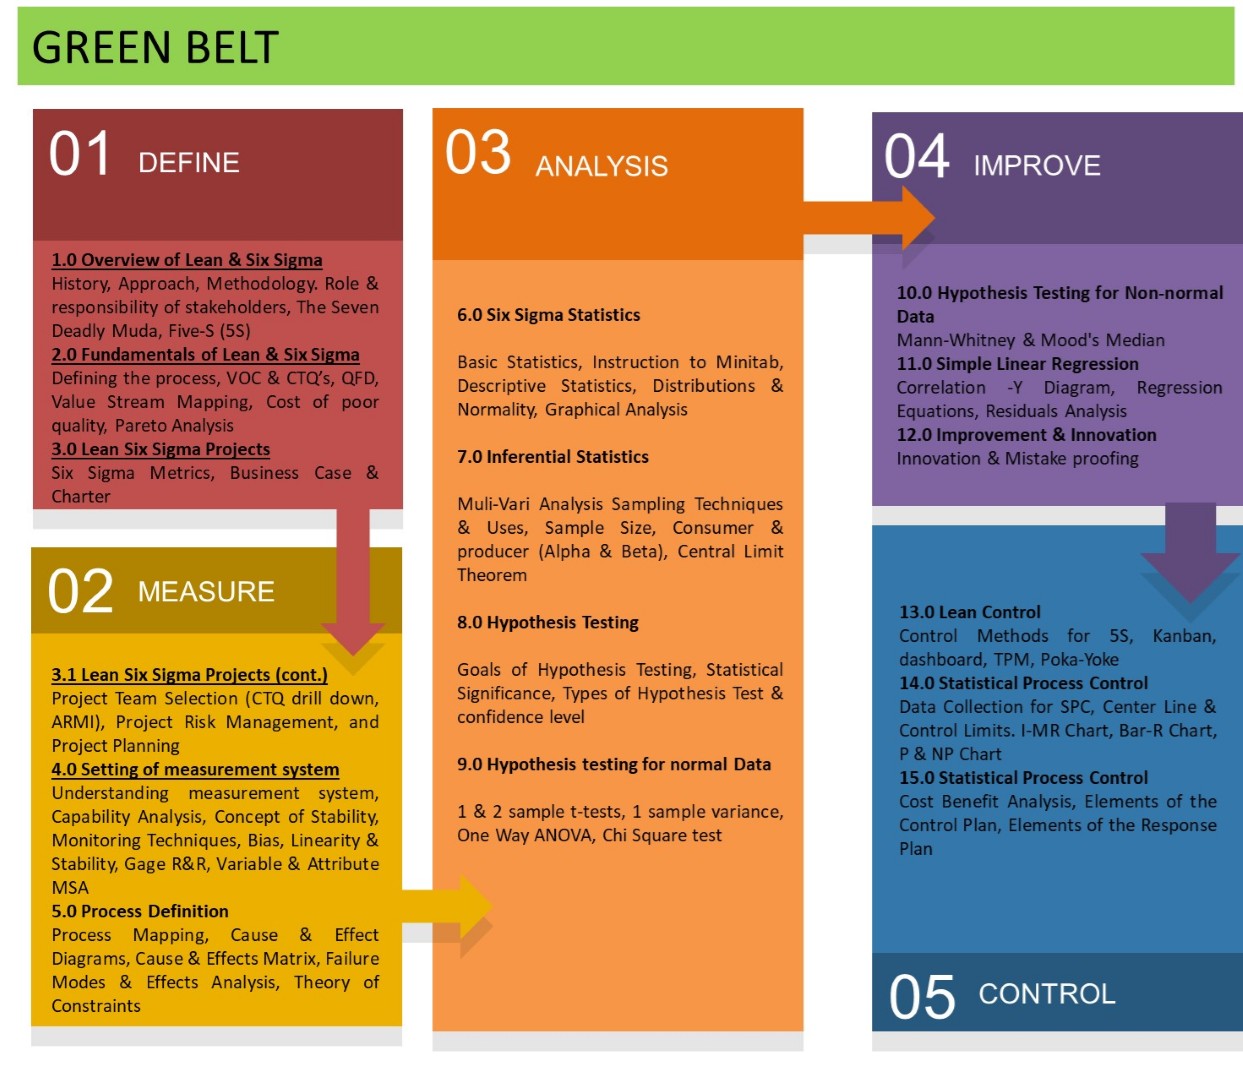 GREEN BELT
01 DEFINE
1.0 Overview of Lean & Six Sigma
History, Approach, Methodology. Role &
responsibility of stakeholders, The Seven
Deadly Muda, Five-S (5S)
2.0 Fundamentals of Lean & Six Sigma
Defining the process, VOC & CTQ’s, QFD,
Value Stream Mapping, Cost of poor
quality, Pareto Analysis
3.0 Lean Six Sigma Projects
Six Sigma Metrics, Business Case &
Charter
02 MEASURE
3.1 Lean Six Sigma Projects (cont.)
Project Team Selection (CTQ drill down,
ARMI), Project Risk Management, and
Project Planning
4.0 Setting of measurement system
Understanding measurement system,
Capability Analysis, Concept of Stability,
Monitoring Techniques, Bias, Linearity &
Stability, Gage R&R, Variable & Attribute
MSA
5.0 Process Definition
Process Mapping, Cause & Effect
Diagrams, Cause & Effects Matrix, Failure
Modes & Effects Analysis, Theory of
Constraints
03 ANALYSIS
6.0 Six Sigma Statistics
Basic Statistics, Instruction to Minitab,
Descriptive Statistics, Distributions &
Normality, Graphical Analysis
7.0 Inferential Statistics
Muli-Vari Analysis Sampling Techniques
& Uses, Sample Size, Consumer &
producer (Alpha & Beta), Central Limit
Theorem
8.0 Hypothesis Testing
Goals of Hypothesis Testing, Statistical
Significance, Types of Hypothesis Test &
confidence level
9.0 Hypothesis testing for normal Data
1 & 2 sample t-tests, 1 sample variance,
One Way ANOVA, Chi Square test
04 IMPROVE
10.0 Hypothesis Testing for Non-normal
Data
Mann-Whitney & Mood's Median
11.0 Simple Linear Regression
Correlation -Y Diagram, Regression
Equations, Residuals Analysis
12.0 Improvement & Innovation
Innovation & Mistake proofing
13.0 Lean Control
Control Methods for 5S, Kanban,
dashboard, TPM, Poka-Yoke
14.0 Statistical Process Control
Data Collection for SPC, Center Line &
Control Limits. I-MR Chart, Bar-R Chart,
P & NP Chart
15.0 Statistical Process Control
Cost Benefit Analysis, Elements of the
Control Plan, Elements of the Response
Plan
05 CONTROL